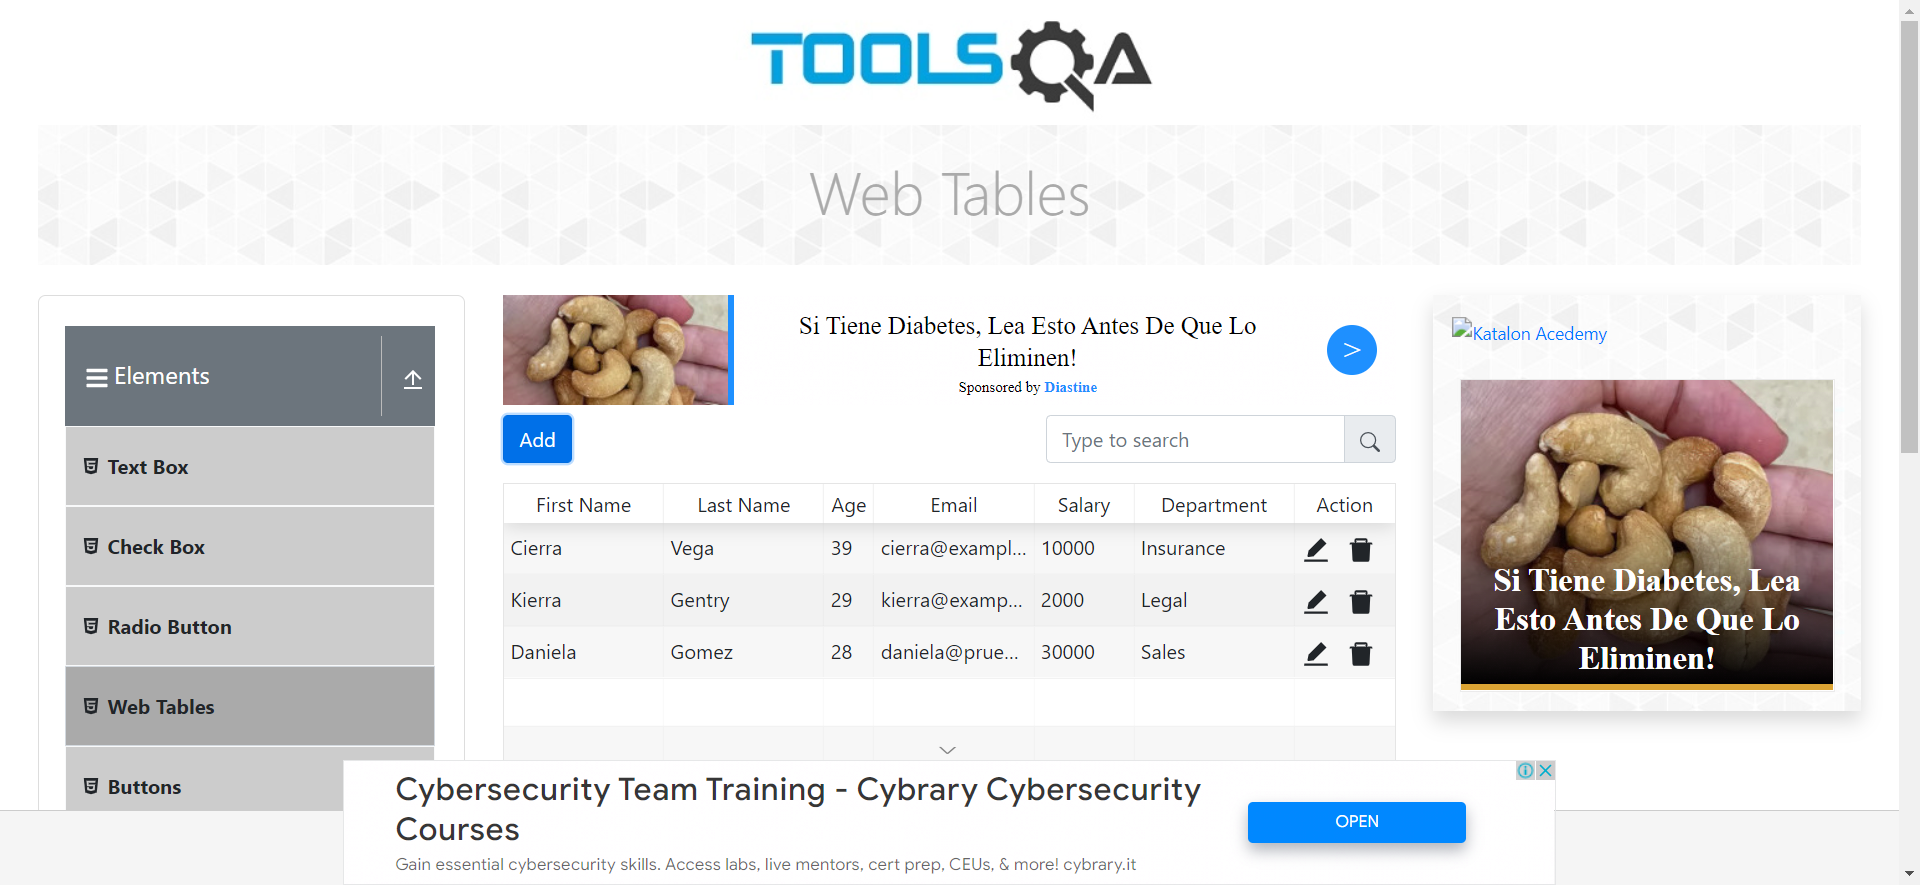 TOOLSQA
Web Tables
Elements
Text Box
Check Box
Radio Button
Web Tables
Buttons
Si Tiene Diabetes, Lea Esto Antes De Que Lo
Eliminen!
Sponsored by Diastine
>
Add
Type to search
First Name Last Name Age Email Salary Department Action
Cierra Vega 39 cierra@exampl... 10000 Insurance
Kierra Gentry 29 kierra@examp... 2000 Legal
Daniela Gomez 28 daniela@prue... 30000 Sales
Katalon Acedemy
Si Tiene Diabetes, Lea
Esto Antes De Que Lo
Eliminen!
Cybersecurity Team Training - Cybrary Cybersecurity
Courses
Gain essential cybersecurity skills. Access labs, live mentors, cert prep, CEUs, & more! cybrary.it
OPEN